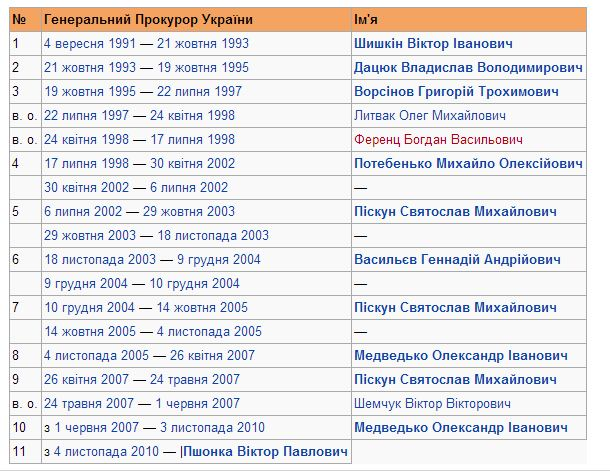 № Генеральний Прокурор України Ім'я
1 4 вересня 1991 — 21 жовтня 1993 Шишкін Віктор Іванович
2 21 жовтня 1993 — 19 жовтня 1995 Дацюк Владислав Володимирович
3 19 жовтня 1995 — 22 липня 1997 Ворсінов Григорій Трохимович
в. о. 22 липня 1997 — 24 квітня 1998 Литвак Олег Михайлович
в. о. 24 квітня 1998 — 17 липня 1998 Ференц Богдан Васильович
4 17 липня 1998 — 30 квітня 2002 Потебенько Михайло Олексійович
30 квітня 2002 — 6 липня 2002 —
5 6 липня 2002 — 29 жовтня 2003 Піскун Святослав Михайлович
29 жовтня 2003 — 18 листопада 2003 —
6 18 листопада 2003 — 9 грудня 2004 Васильєв Геннадій Андрійович
9 грудня 2004 — 10 грудня 2004 —
7 10 грудня 2004 — 14 жовтня 2005 Піскун Святослав Михайлович
14 жовтня 2005 — 4 листопада 2005 —
8 4 листопада 2005 — 26 квітня 2007 Медведько Олександр Іванович
9 26 квітня 2007 — 24 травня 2007 Піскун Святослав Михайлович
в. о. 24 травня 2007 — 1 червня 2007 Шемчук Віктор Вікторович
10 з 1 червня 2007 — 3 листопада 2010 Медведько Олександр Іванович
11 з 4 листопада 2010 — |Пшонка Віктор Павлович